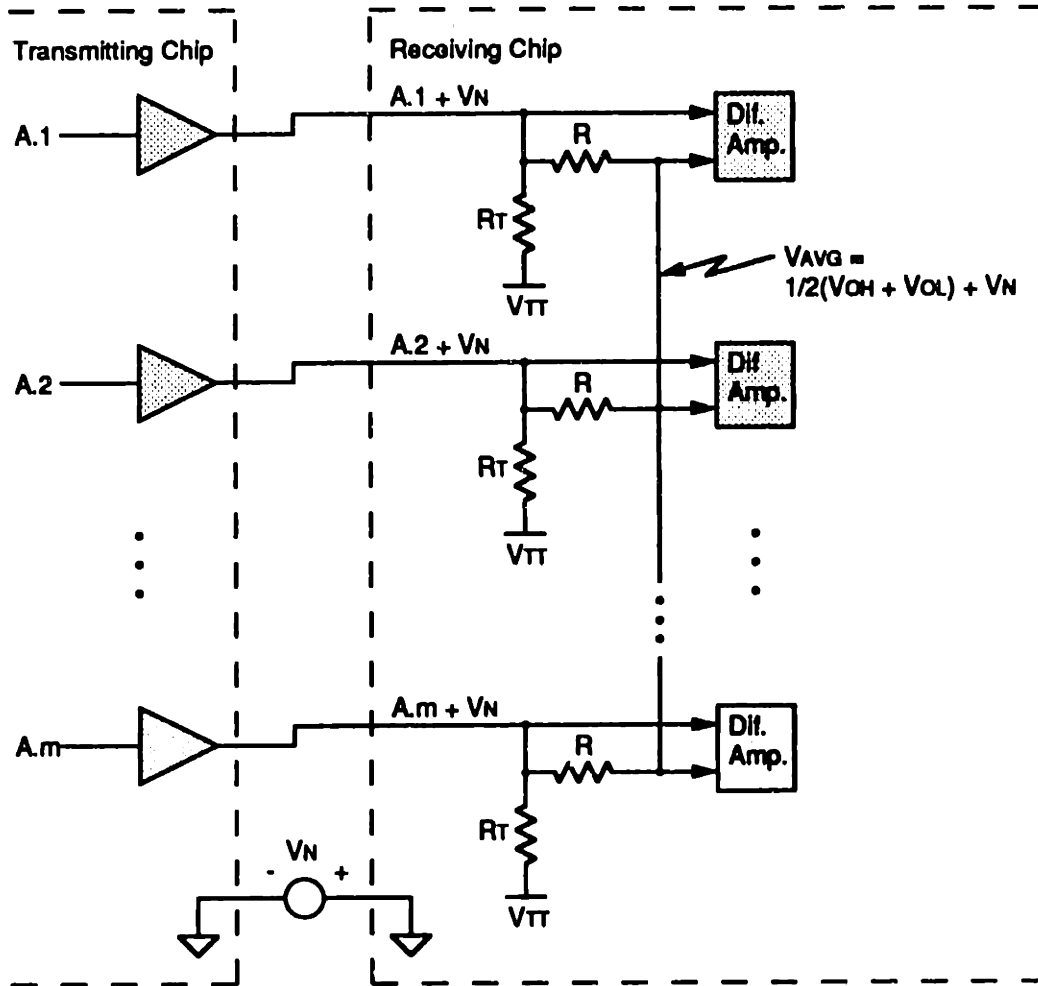 Transmitting Chip
Receiving Chip
A.1
A.1 + VN
Dif.
Amp.
R
RT
VTT
VAVG =
1/2(VOH + VOL) + VN
A.2
A.2 + VN
Dif
Amp.
R
RT
VTT
A.m
A.m + VN
Dif.
Amp.
R
RT
VTT
VN
- +